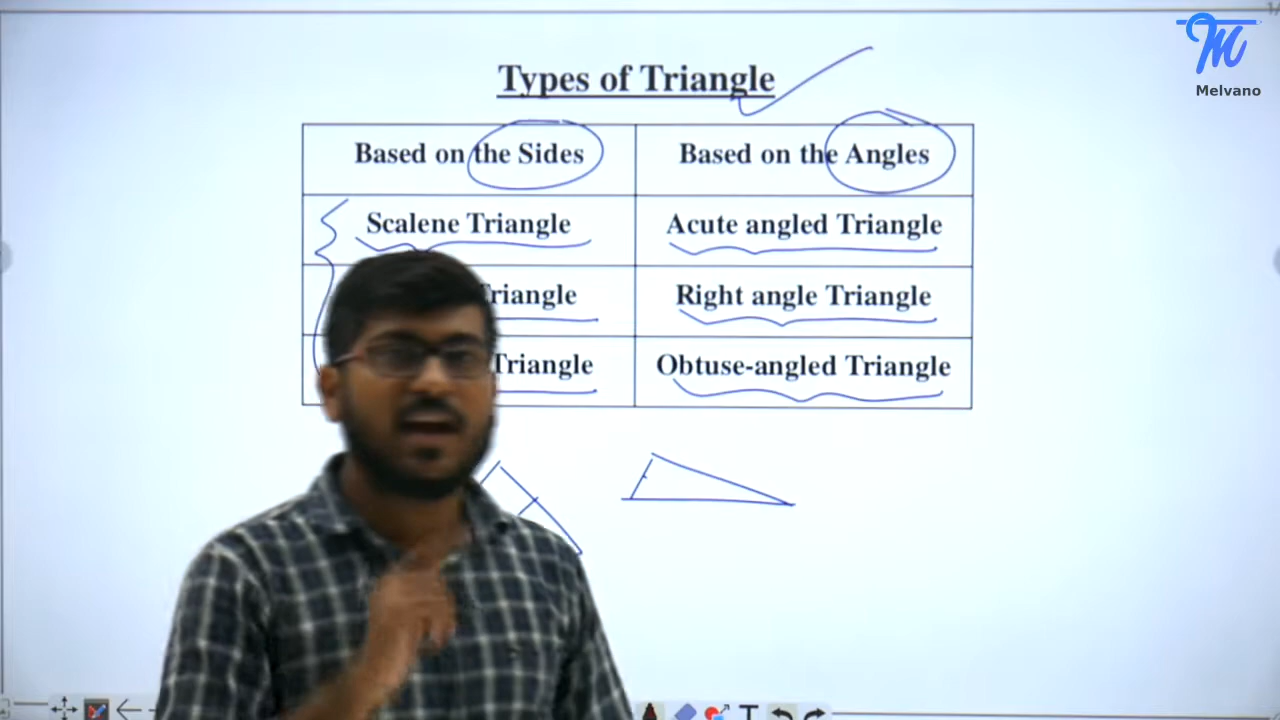 Types of Triangle
Based on the Sides
Based on the Angles
Scalene Triangle
Acute angled Triangle
Triangle
Right angle Triangle
Triangle
Obtuse-angled Triangle
Melvano
T